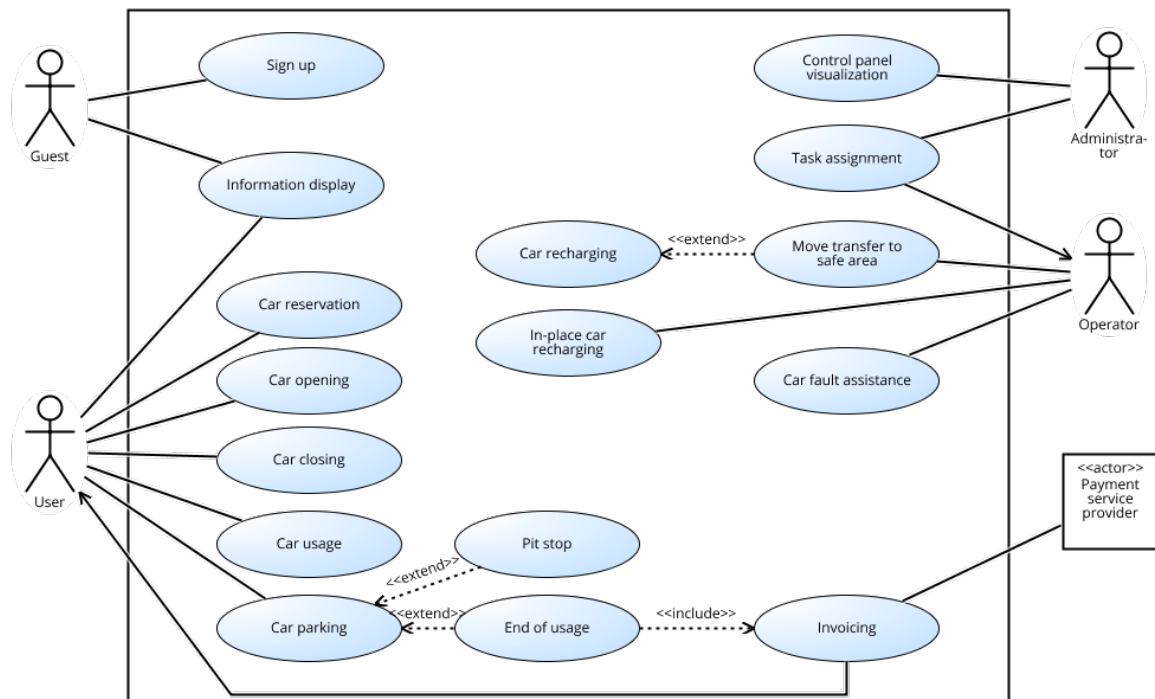 Sign up
Control panel
visualization
Guest
Administra-
tor
Task assignment
Information display
Car recharging
<<extend>>
Move transfer to
safe area
Car reservation
In-place car
recharging
Operator
Car opening
Car fault assistance
Car closing
User
<<actor>>
Payment
service
provider
Car usage
Pit stop
<<extend>>
<<extend>>
Car parking
End of usage
<<include>>
Invoicing